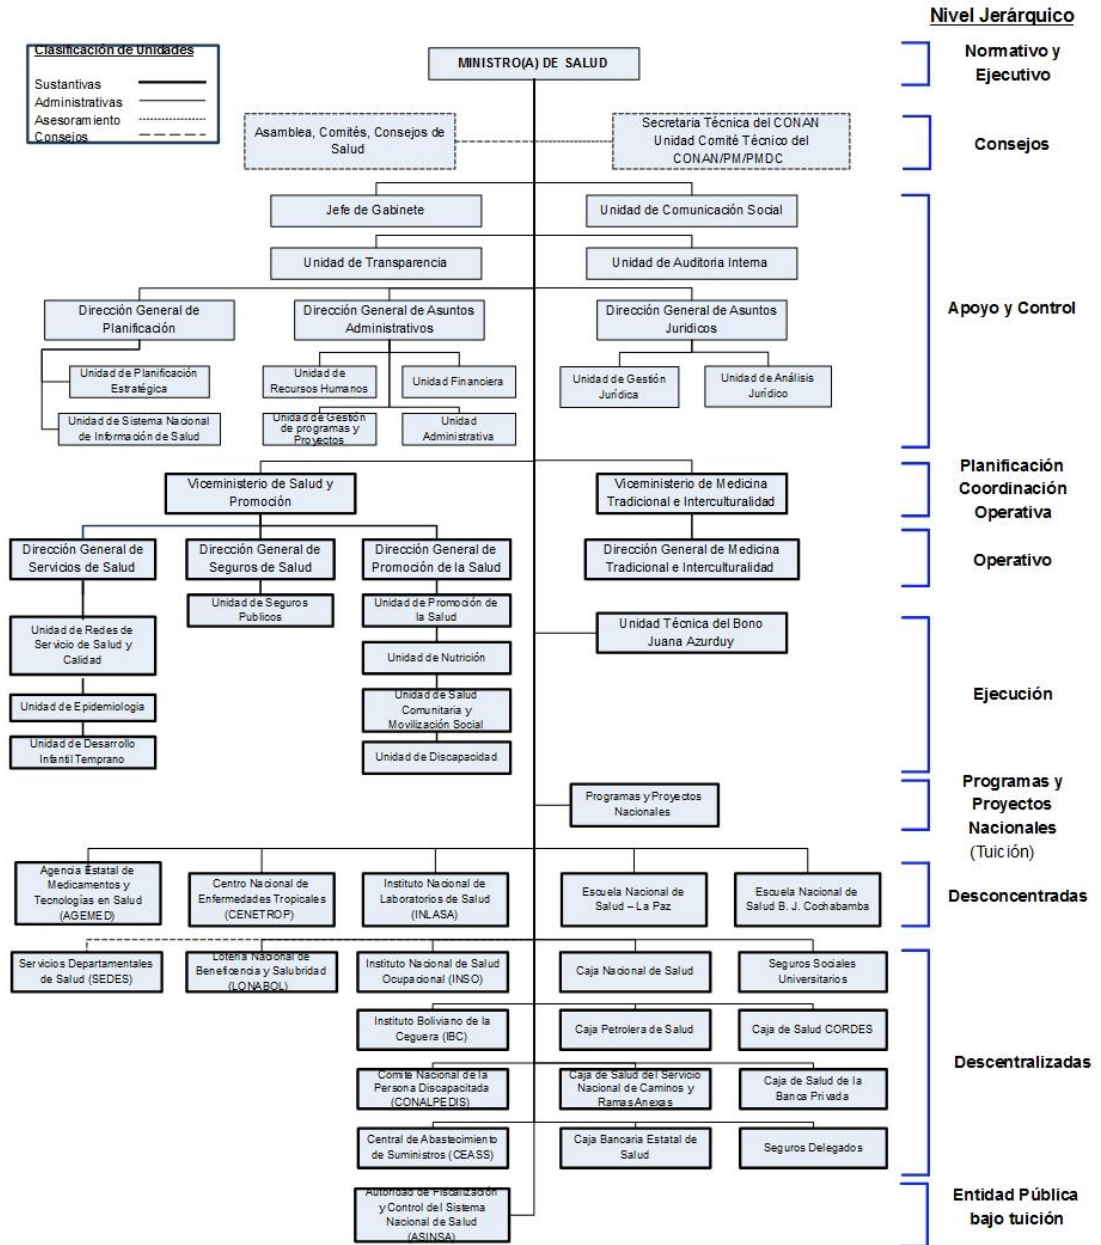 Nivel Jerárquico
Clasificación de Unidades
Sustantivas
Administrativas
Asesoramiento
Consejos
MINISTRO(A) DE SALUD
Normativo y
Ejecutivo
Asamblea, Comités, Consejos de
Salud
Secretaria Técnica del CONAN
Unidad Comité Técnico del
CONAN/PM/PMDC
Consejos
Jefe de Gabinete
Unidad de Comunicación Social
Unidad de Transparencia
Unidad de Auditoria Interna
Dirección General de
Planificación
Dirección General de Asuntos
Administrativos
Dirección General de Asuntos
Juridicos
Apoyo y Control
Unidad de Planificación
Estratégica
Unidad de
Recursos Humanos
Unidad Financiera
Unidad de Gestión
Jurídica
Unidad de Análisis
Jurídico
Unidad de Sistema Nacional
de Información de Salud
Unidad de Gestión
de programas y
Proyectos
Unidad
Administrativa
Viceministerio de Salud y
Promoción
Viceministerio de Medicina
Tradicional e Interculturalidad
Planificación
Coordinación
Operativa
Dirección General de
Servicios de Salud
Dirección General de
Seguros de Salud
Dirección General de
Promoción de la Salud
Dirección General de Medicina
Tradicional e Interculturalidad
Operativo
Unidad de Redes de
Servicio de Salud y
Calidad
Unidad de Epidemiologia
Unidad de Desarrollo
Infantil Temprano
Unidad de Seguros
Publicos
Unidad de Promoción de
la Salud
Unidad de Nutrición
Unidad de Salud
Comunitaria y
Movilización Social
Unidad de Discapacidad
Unidad Técnica del Bono
Juana Azurduy
Ejecución
Programas y Proyectos
Nacionales
Programas y
Proyectos
Nacionales
(Tuición)
Agencia Estatal de
Medicamentos y
Tecnologías en Salud
(AGEMED)
Centro Nacional de
Enfermedades Tropicales
(CENETROP)
Instituto Nacional de
Laboratorios de Salud
(INLASA)
Escuela Nacional de
Salud – La Paz
Escuela Nacional de
Salud B. J. Cochabamba
Desconcentradas
Servicios Departamentales
de Salud (SEDES)
Lotería Nacional de
Beneficencia y Salubridad
(LONABOL)
Instituto Nacional de Salud
Ocupacional (INSO)
Caja Nacional de Salud
Seguros Sociales
Universitarios
Instituto Boliviano de la
Ceguera (IBC)
Caja Petrolera de Salud
Caja de Salud CORDES
Comité Nacional de la
Persona Discapacitada
(CONALPEDIS)
Caja de Salud del Servicio
Nacional de Caminos y
Ramas Anexas
Caja de Salud de la
Banca Privada
Descentralizadas
Central de Abastecimiento
de Suministros (CEASS)
Caja Bancaria Estatal de
Salud
Seguros Delegados
Autoridad de Fiscalización
y Control del Sistema
Nacional de Salud
(ASINSA)
Entidad Pública
bajo tuición